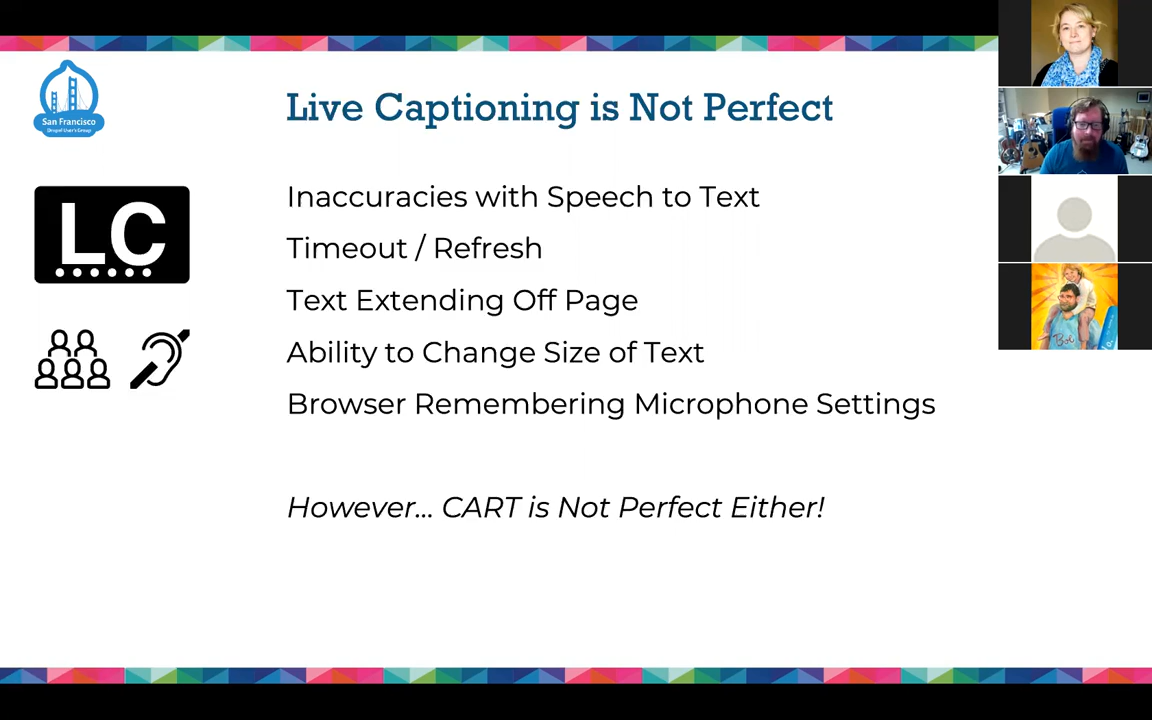 San Francisco
Drupal User's Group
LC
Live Captioning is Not Perfect
Inaccuracies with Speech to Text
Timeout / Refresh
Text Extending Off Page
Ability to Change Size of Text
Browser Remembering Microphone Settings
However... CART is Not Perfect Either!